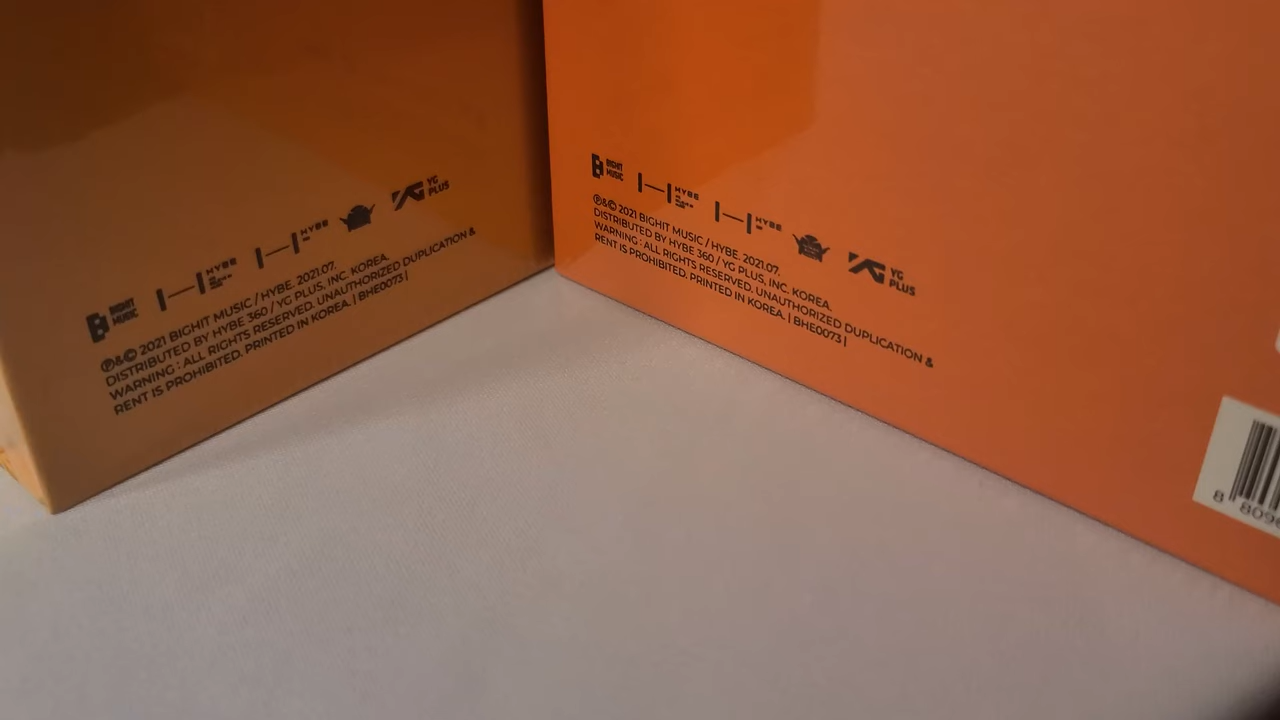 BIGHIT
MUSIC
HYBE
HYBE
YG
PLUS
℗&© 2021 BIGHIT MUSIC / HYBE. 2021.07.
DISTRIBUTED BY HYBE 360 / YG PLUS, INC. KOREA.
WARNING : ALL RIGHTS RESERVED. UNAUTHORIZED DUPLICATION &
RENT IS PROHIBITED. PRINTED IN KOREA. | BHE0073 |
BIGHIT
MUSIC
HYBE
HYBE
YG
PLUS
℗&© 2021 BIGHIT MUSIC / HYBE. 2021.07.
DISTRIBUTED BY HYBE 360 / YG PLUS, INC. KOREA.
WARNING : ALL RIGHTS RESERVED. UNAUTHORIZED DUPLICATION &
RENT IS PROHIBITED. PRINTED IN KOREA. | BHE0073 |
8 809